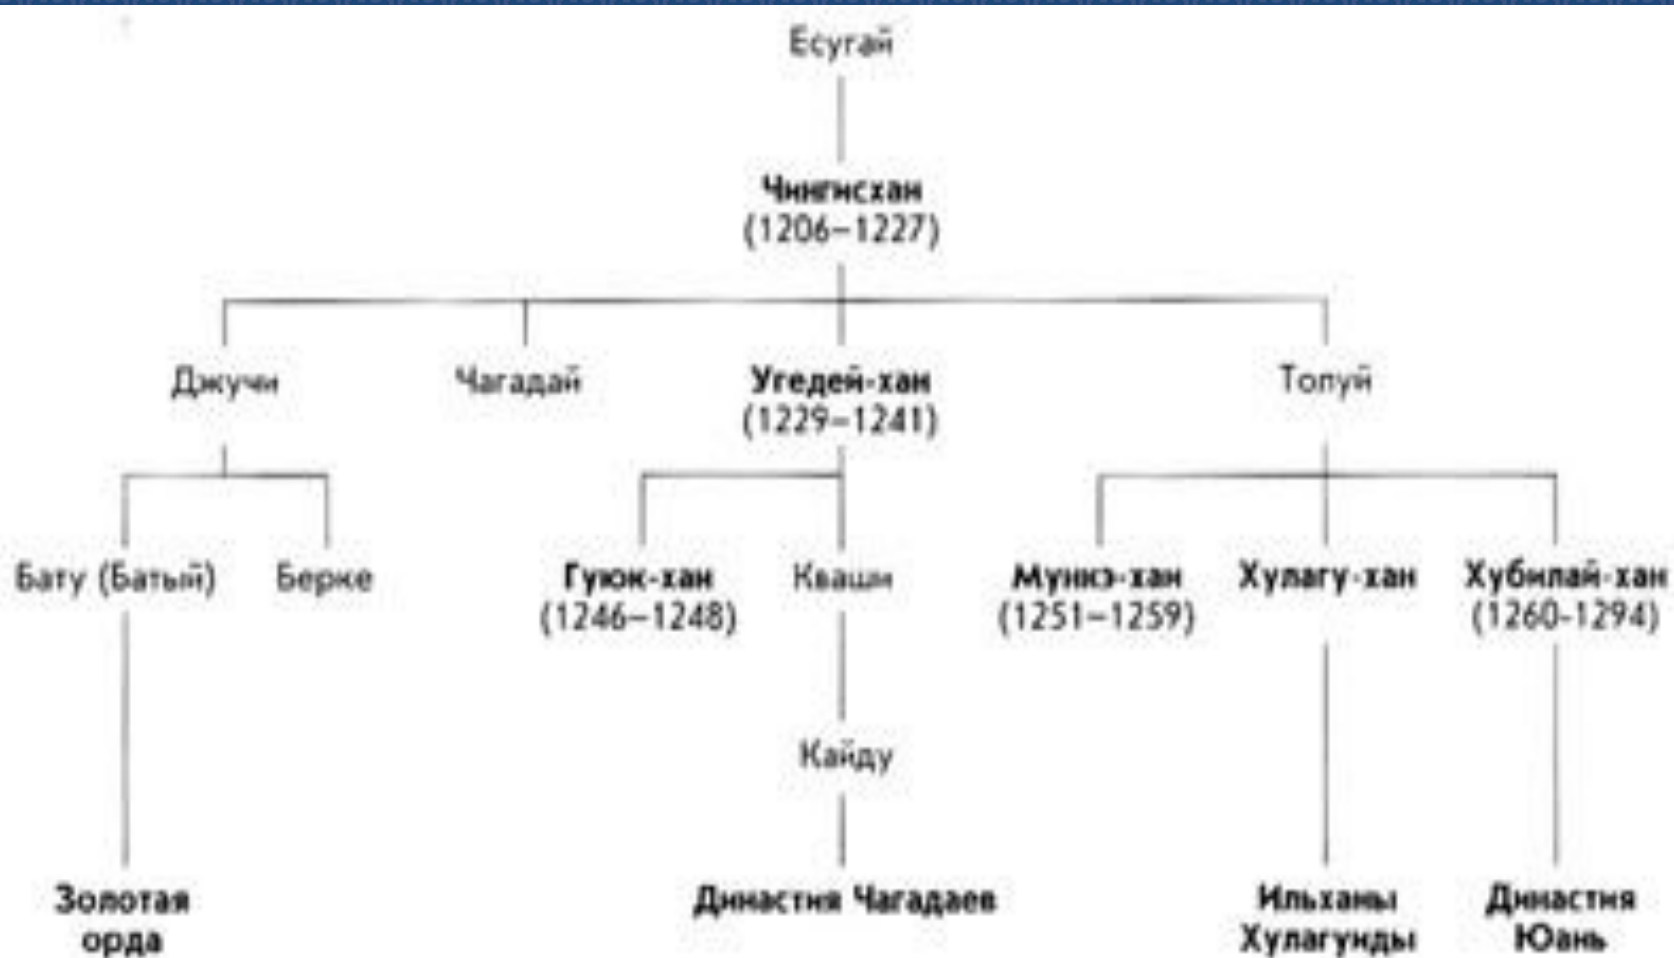 Есугай
Чингисхан
(1206–1227)
Джучи
Чагадай
Угедей-хан
(1229–1241)
Толуй
Бату (Батый)
Берке
Гуюк-хан
(1246–1248)
Кваши
Мункэ-хан
(1251–1259)
Хулагу-хан
Хубилай-хан
(1260-1294)
Кайду
Золотая
орда
Династия Чагадаев
Ильханы
Хулагунды
Династия
Юань